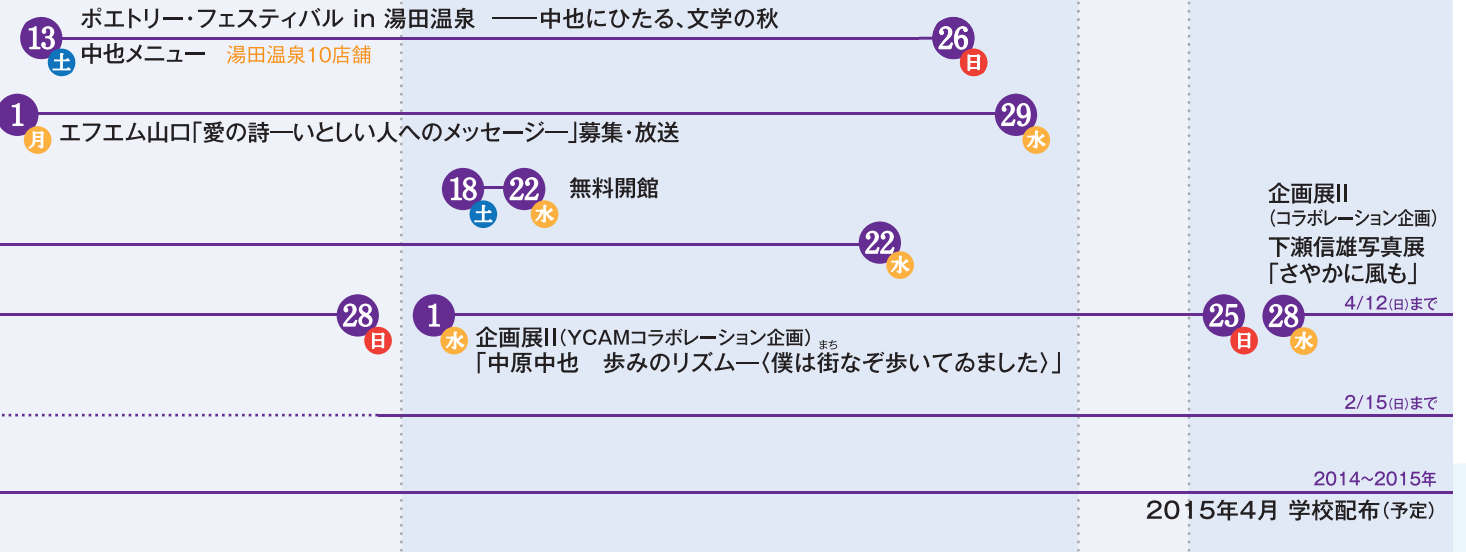 ポエトリー・フェスティバル in 湯田温泉 ——中也にひたる、文学の秋
13 土 26 日
中也メニュー 湯田温泉10店舗
1 月 29 水
エフエム山口「愛の詩—いとしい人へのメッセージ—」募集・放送
18 土 22 水 無料開館
22 水
企画展II
(コラボレーション企画)
下瀬信雄写真展
「さやかに風も」
4/12(日)まで
28 日 1 水 25 日 28 水
企画展II(YCAMコラボレーション企画)
まち
「中原中也 歩みのリズム—〈僕は街なぞ歩いてゐました〉」
2/15(日)まで
2014~2015年
2015年4月 学校配布(予定)